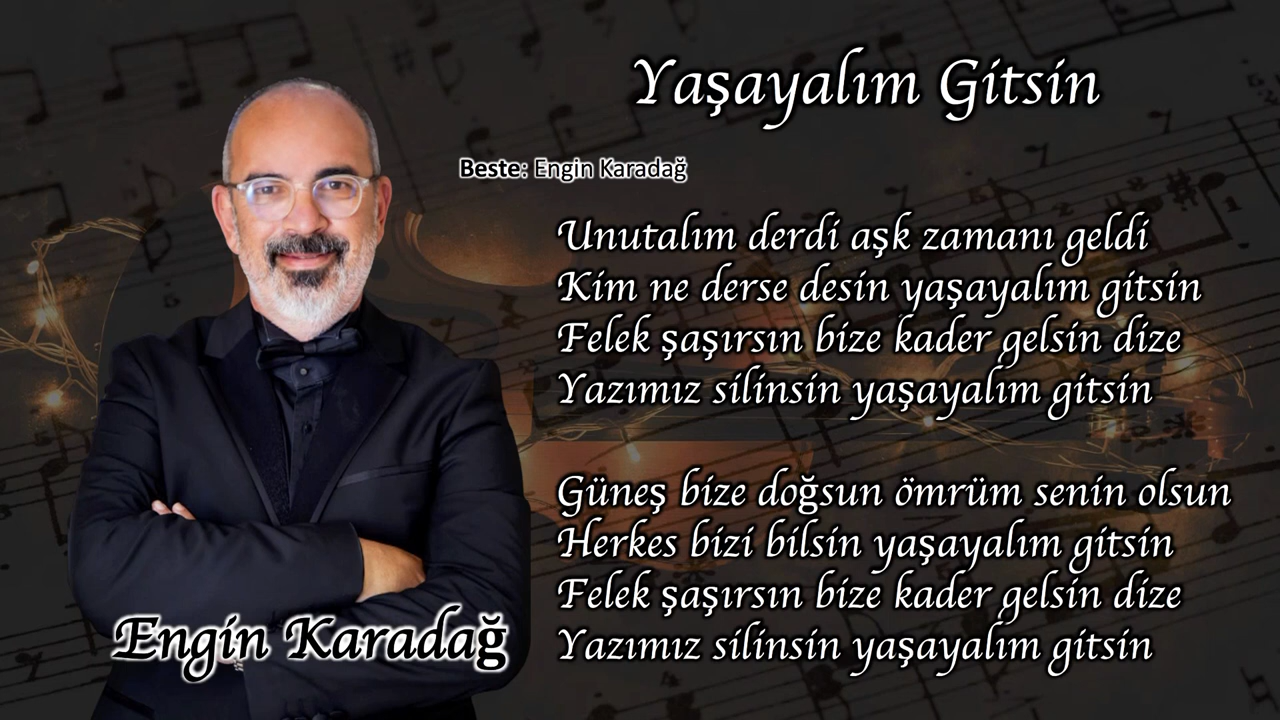 Yaşayalım Gitsin
Beste: Engin Karadağ
Unutalım derdi aşk zamanı geldi
Kim ne derse desin yaşayalım gitsin
Felek şaşırsın bize kader gelsin dize
Yazımız silinsin yaşayalım gitsin
Güneş bize doğsun ömrüm senin olsun
Herkes bizi bilsin yaşayalım gitsin
Felek şaşırsın bize kader gelsin dize
Yazımız silinsin yaşayalım gitsin
Engin Karadağ